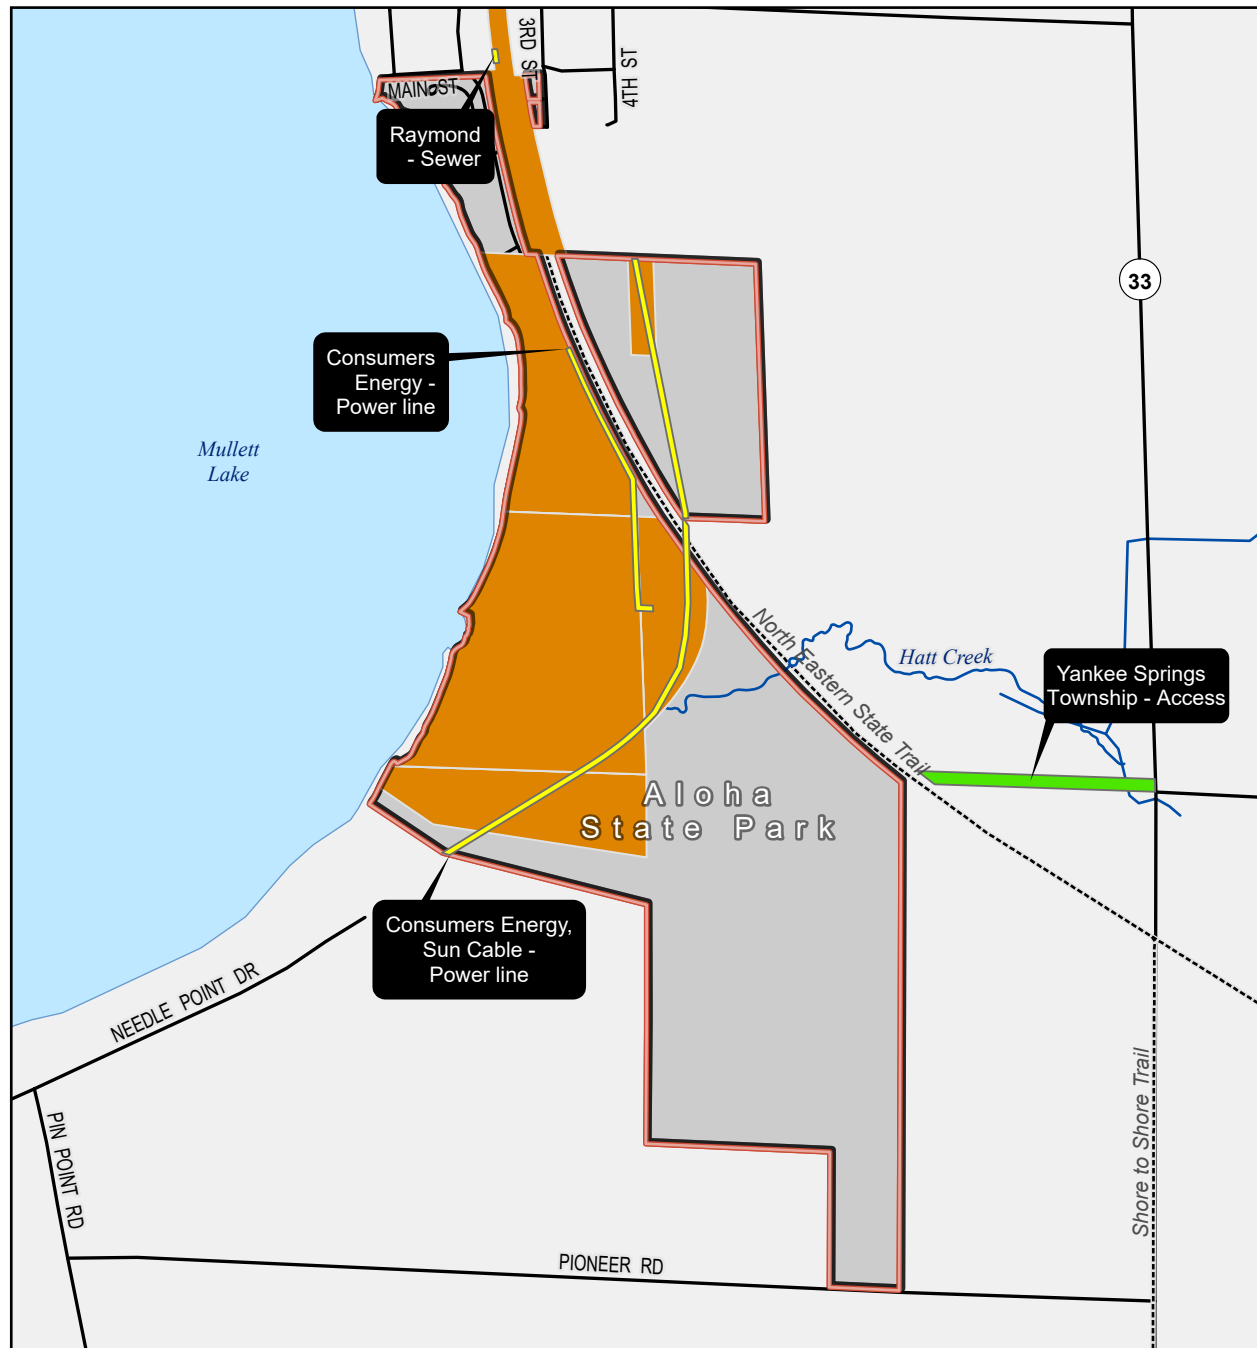 3RD ST
4TH ST
MAIN ST
Raymond
- Sewer
33
Consumers
Energy -
Power line
Mullett
Lake
North Eastern State Trail
Hatt Creek
Yankee Springs
Township - Access
Aloha
State Park
Consumers Energy,
Sun Cable -
Power line
NEEDLE POINT DR
PIN POINT RD
Shore to Shore Trail
PIONEER RD